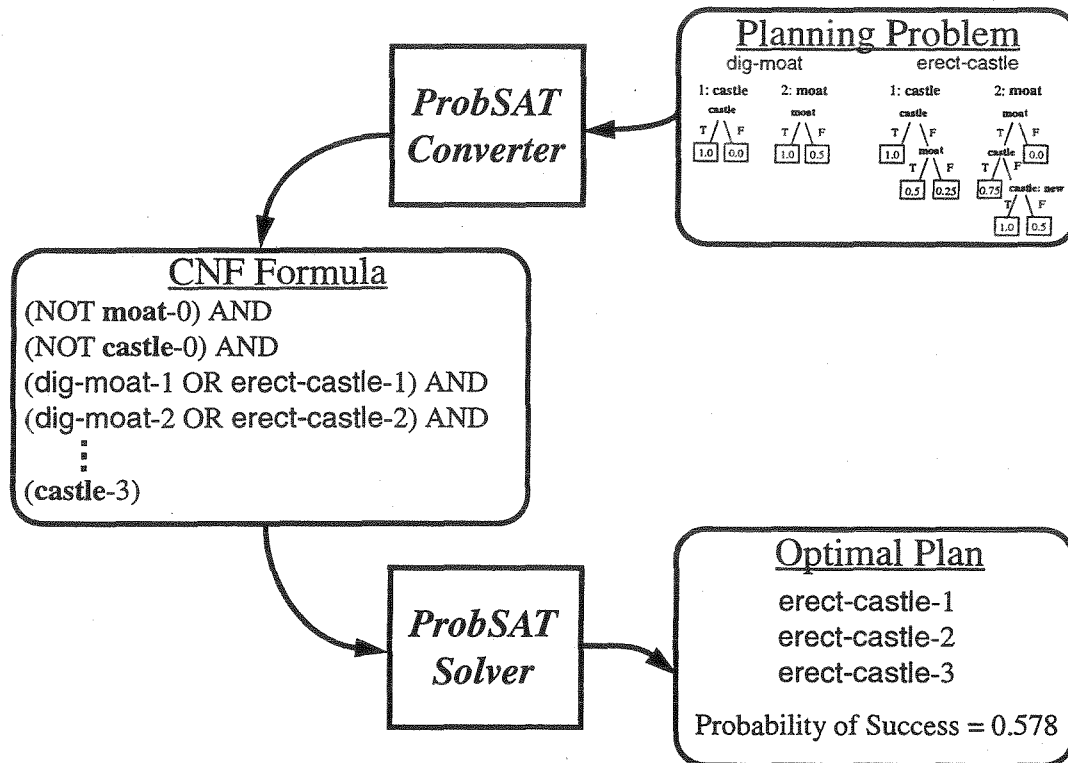 Planning Problem
dig-moat erect-castle
1: castle 2: moat 1: castle 2: moat
castle moat castle moat
T F T F T F T F
1.0 0.0 1.0 0.5 1.0 moat castle 0.0
T F T F
0.5 0.25 0.75 castle: new
T F
1.0 0.5
ProbSAT
Converter
CNF Formula
(NOT moat-0) AND
(NOT castle-0) AND
(dig-moat-1 OR erect-castle-1) AND
(dig-moat-2 OR erect-castle-2) AND
(castle-3)
ProbSAT
Solver
Optimal Plan
erect-castle-1
erect-castle-2
erect-castle-3
Probability of Success = 0.578